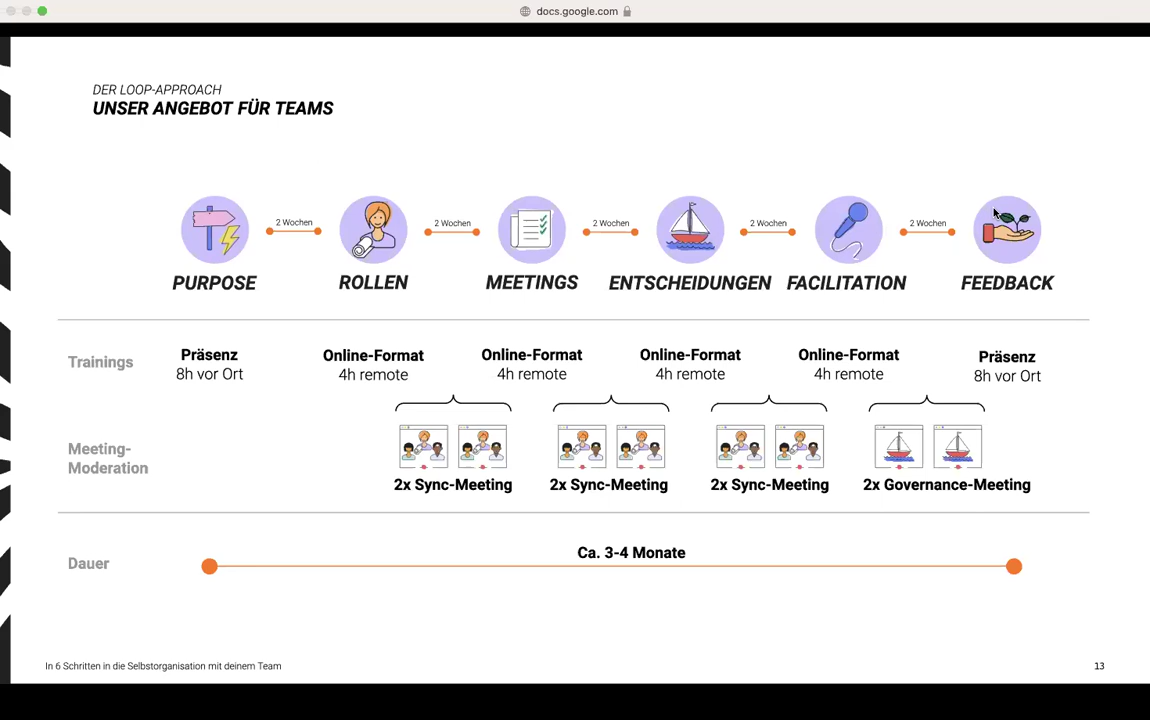 docs.google.com
DER LOOP-APPROACH
UNSER ANGEBOT FÜR TEAMS
2 Wochen
2 Wochen
2 Wochen
2 Wochen
2 Wochen
PURPOSE
ROLLEN
MEETINGS
ENTSCHEIDUNGEN
FACILITATION
FEEDBACK
Trainings
Präsenz
8h vor Ort
Online-Format
4h remote
Online-Format
4h remote
Online-Format
4h remote
Online-Format
4h remote
Präsenz
8h vor Ort
Meeting-
Moderation
2x Sync-Meeting
2x Sync-Meeting
2x Sync-Meeting
2x Governance-Meeting
Dauer
Ca. 3-4 Monate
In 6 Schritten in die Selbstorganisation mit deinem Team
13